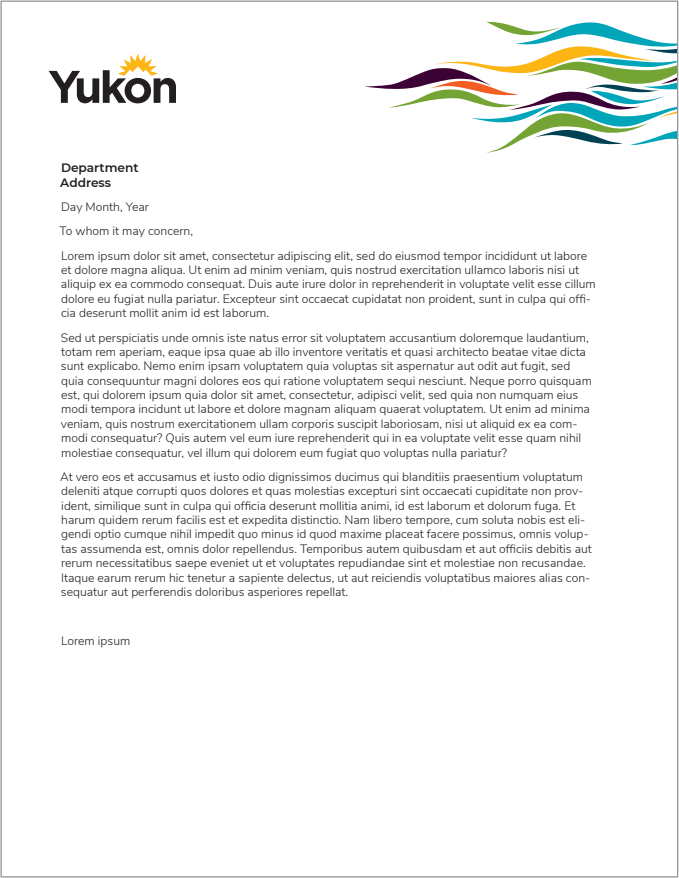 Yukon
Department
Address
Day Month, Year
To whom it may concern,
Lorem ipsum dolor sit amet, consectetur adipiscing elit, sed do eiusmod tempor incididunt ut labore
et dolore magna aliqua. Ut enim ad minim veniam, quis nostrud exercitation ullamco laboris nisi ut
aliquip ex ea commodo consequat. Duis aute irure dolor in reprehenderit in voluptate velit esse cillum
dolore eu fugiat nulla pariatur. Excepteur sint occaecat cupidatat non proident, sunt in culpa qui offi-
cia deserunt mollit anim id est laborum.
Sed ut perspiciatis unde omnis iste natus error sit voluptatem accusantium doloremque laudantium,
totam rem aperiam, eaque ipsa quae ab illo inventore veritatis et quasi architecto beatae vitae dicta
sunt explicabo. Nemo enim ipsam voluptatem quia voluptas sit aspernatur aut odit aut fugit, sed
quia consequuntur magni dolores eos qui ratione voluptatem sequi nesciunt. Neque porro quisquam
est, qui dolorem ipsum quia dolor sit amet, consectetur, adipisci velit, sed quia non numquam eius
modi tempora incidunt ut labore et dolore magnam aliquam quaerat voluptatem. Ut enim ad minima
veniam, quis nostrum exercitationem ullam corporis suscipit laboriosam, nisi ut aliquid ex ea com-
modi consequatur? Quis autem vel eum iure reprehenderit qui in ea voluptate velit esse quam nihil
molestiae consequatur, vel illum qui dolorem eum fugiat quo voluptas nulla pariatur?
At vero eos et accusamus et iusto odio dignissimos ducimus qui blanditiis praesentium voluptatum
deleniti atque corrupti quos dolores et quas molestias excepturi sint occaecati cupiditate non prov-
ident, similique sunt in culpa qui officia deserunt mollitia animi, id est laborum et dolorum fuga. Et
harum quidem rerum facilis est et expedita distinctio. Nam libero tempore, cum soluta nobis est eli-
gendi optio cumque nihil impedit quo minus id quod maxime placeat facere possimus, omnis volup-
tas assumenda est, omnis dolor repellendus. Temporibus autem quibusdam et aut officiis debitis aut
rerum necessitatibus saepe eveniet ut et voluptates repudiandae sint et molestiae non recusandae.
Itaque earum rerum hic tenetur a sapiente delectus, ut aut reiciendis voluptatibus maiores alias con-
sequatur aut perferendis doloribus asperiores repellat.
Lorem ipsum